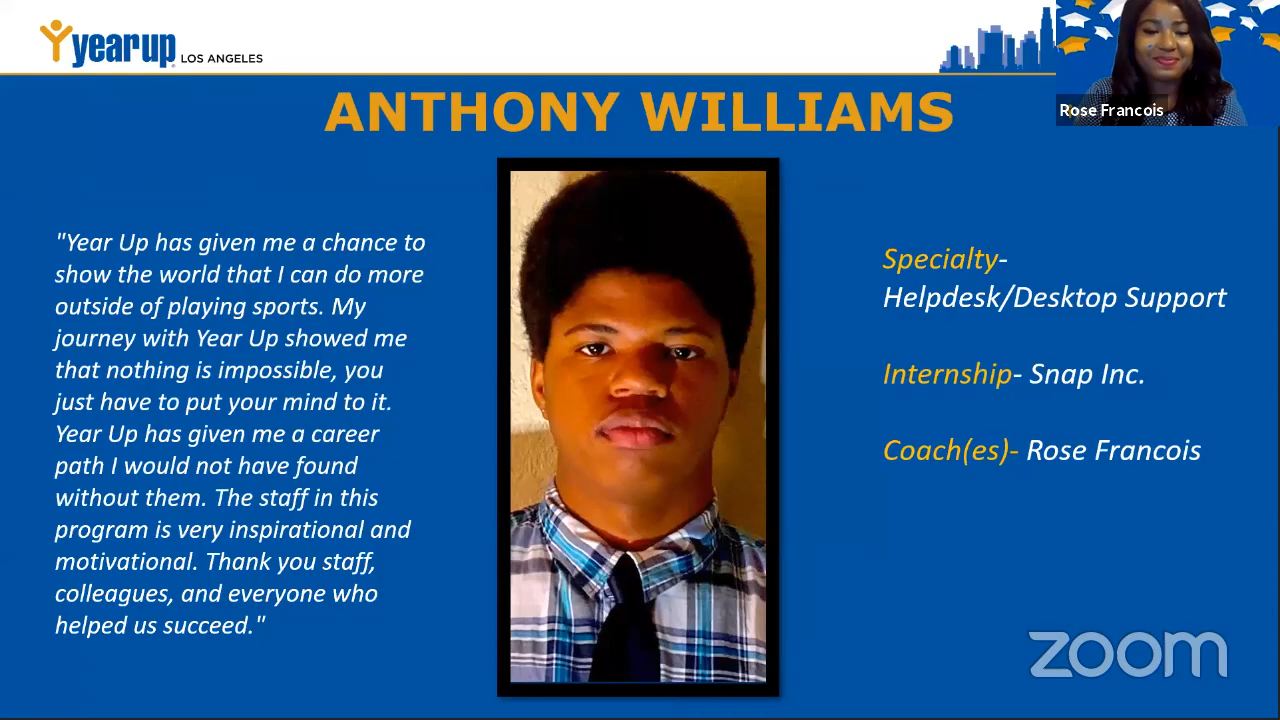 yearup LOS ANGELES
Rose Francois
ANTHONY WILLIAMS
"Year Up has given me a chance to
show the world that I can do more
outside of playing sports. My
journey with Year Up showed me
that nothing is impossible, you
just have to put your mind to it.
Year Up has given me a career
path I would not have found
without them. The staff in this
program is very inspirational and
motivational. Thank you staff,
colleagues, and everyone who
helped us succeed."
Specialty-
Helpdesk/Desktop Support
Internship- Snap Inc.
Coach(es)- Rose Francois
zoom